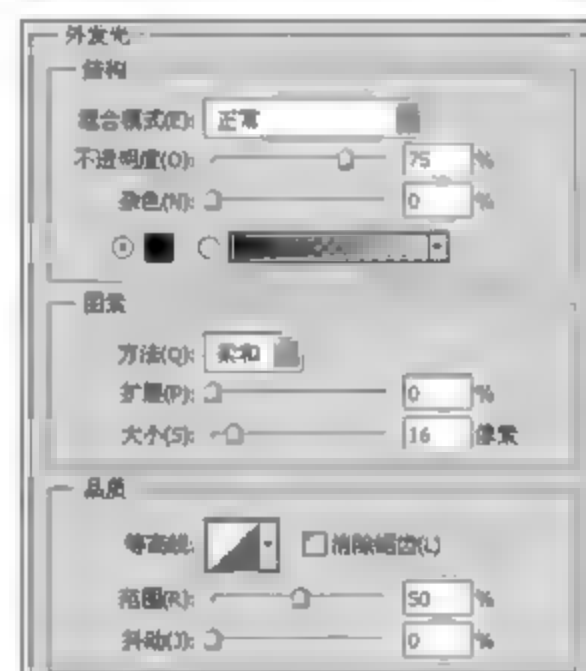 外发光
结构
混合模式(E): 正常
不透明度(O): 75 %
杂色(N): 0 %
图素
方法(Q): 柔和
扩展(P): 0 %
大小(S): 16 像素
品质
等高线: 消除锯齿(L)
范围(R): 50 %
抖动(J): 0 %